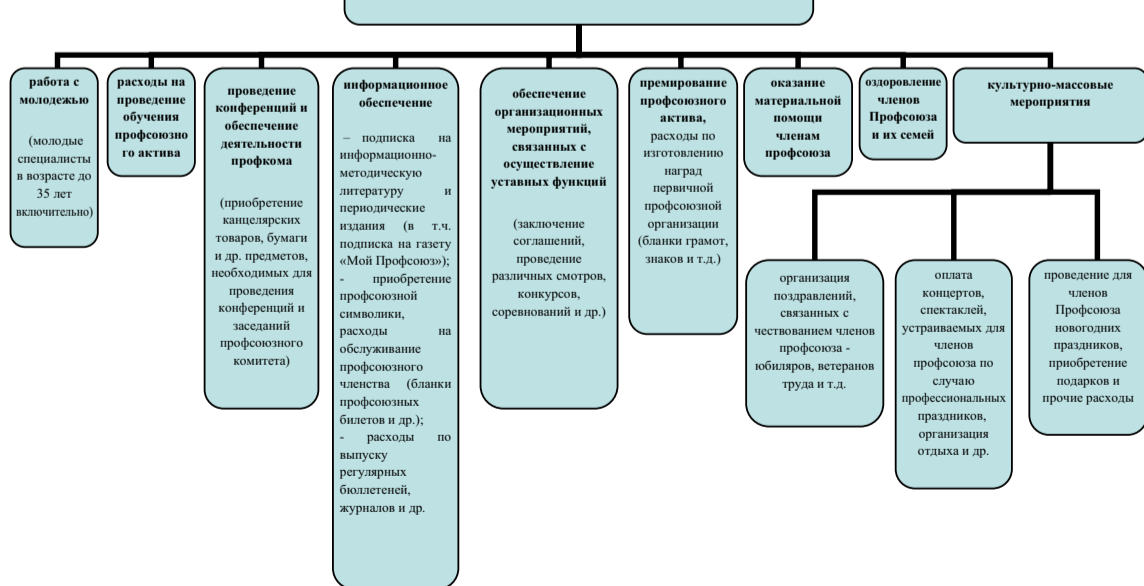 работа с
молодежью
(молодые
специалисты
в возрасте до
35 лет
включительно)
расходы на
проведение
обучения
профсоюзно
го актива
проведение
конференций и
обеспечение
деятельности
профкома
(приобретение
канцелярских
товаров, бумаги
и др. предметов,
необходимых для
проведения
конференций и
заседаний
профсоюзного
комитета)
информационное
обеспечение
– подписка на
информационно-
методическую
литературу и
периодические
издания (в т.ч.
подписка на газету
«Мой Профсоюз»);
- приобретение
профсоюзной
символики,
расходы на
обслуживание
профсоюзного
членства (бланки
профсоюзных
билетов и др.);
- расходы по
выпуску
регулярных
бюллетеней,
журналов и др.
обеспечение
организационных
мероприятий,
связанных с
осуществление
уставных функций
(заключение
соглашений,
проведение
различных смотров,
конкурсов,
соревнований и др.)
премирование
профсоюзного
актива,
расходы по
изготовлению
наград
первичной
профсоюзной
организации
(бланки грамот,
знаков и т.д.)
оказание
материальной
помощи
членам
профсоюза
оздоровление
членов
Профсоюза
и их семей
культурно-массовые
мероприятия
организация
поздравлений,
связанных с
чествованием членов
профсоюза -
юбиляров, ветеранов
труда и т.д.
оплата
концертов,
спектаклей,
устраиваемых для
членов
профсоюза по
случаю
профессиональных
праздников,
организация
отдыха и др.
проведение для
членов
Профсоюза
новогодних
праздников,
приобретение
подарков и
прочие расходы